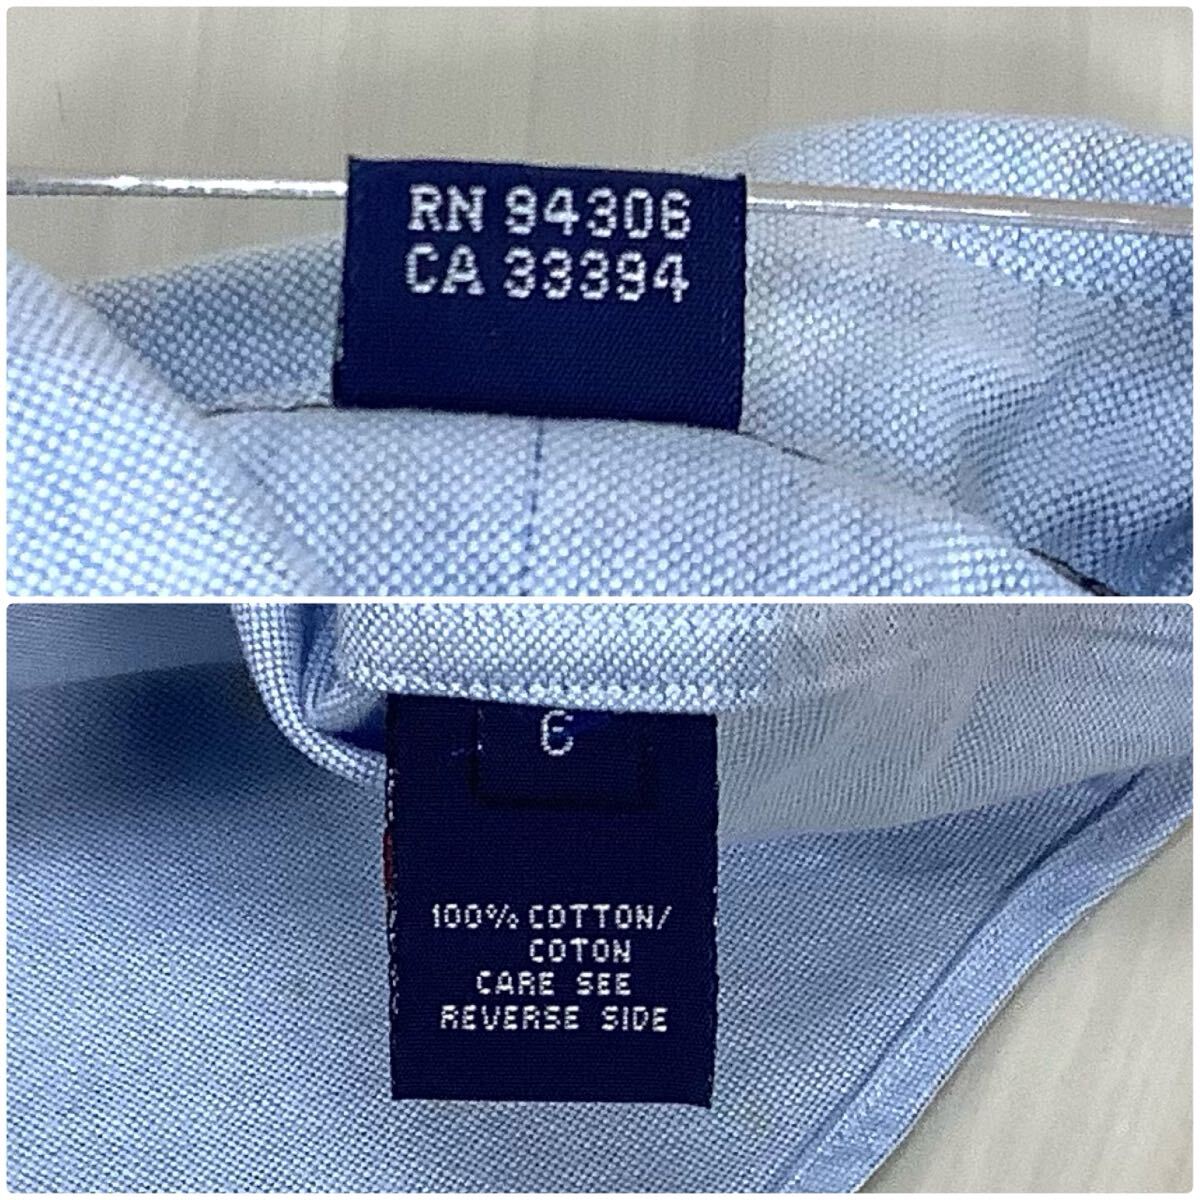 RN 94306
CA 33394
6
100% COTTON/
COTON
CARE SEE
REVERSE SIDE